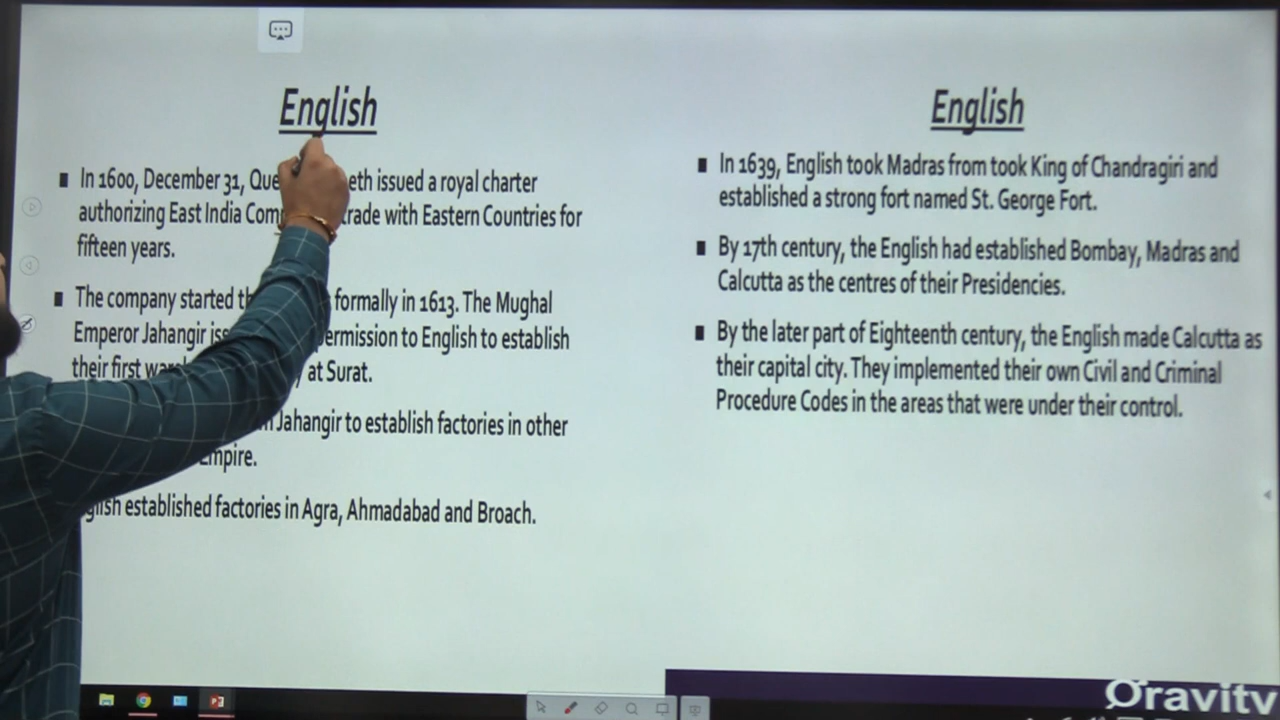 English
In 1600, December 31, eth issued a royal charter
authorizing East India trade with Eastern Countries for
fifteen years.
The company started formally in 1613. The Mughal
Emperor Jahangir ermission to English to establish
their first at Surat.
Jahangir to establish factories in other
mpire.
glish established factories in Agra, Ahmadabad and Broach.
English
In 1639, English took Madras from took King of Chandragiri and
established a strong fort named St. George Fort.
By 17th century, the English had established Bombay, Madras and
Calcutta as the centres of their Presidencies.
By the later part of Eighteenth century, the English made Calcutta as
their capital city. They implemented their own Civil and Criminal
Procedure Codes in the areas that were under their control.